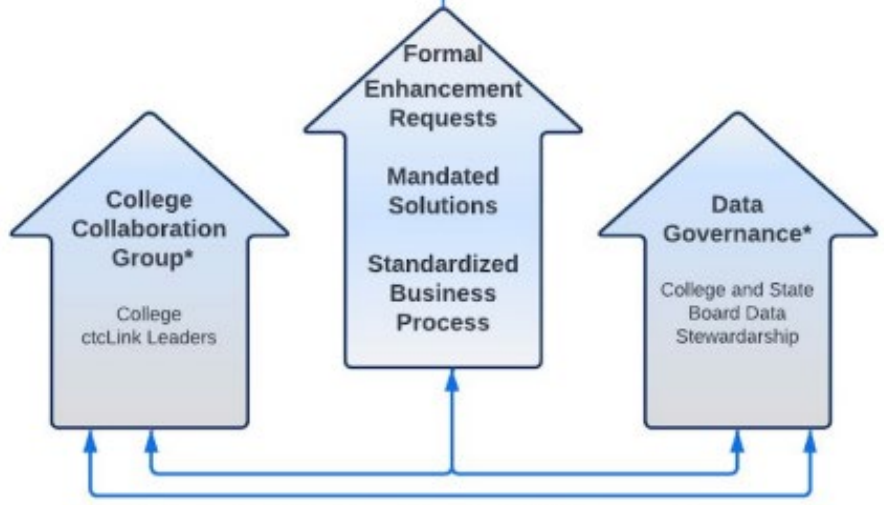 College
Collaboration
Group*
College
ctcLink Leaders
Formal
Enhancement
Requests
Mandated
Solutions
Standardized
Business
Process
Data
Governance*
College and State
Board Data
Stewardarship